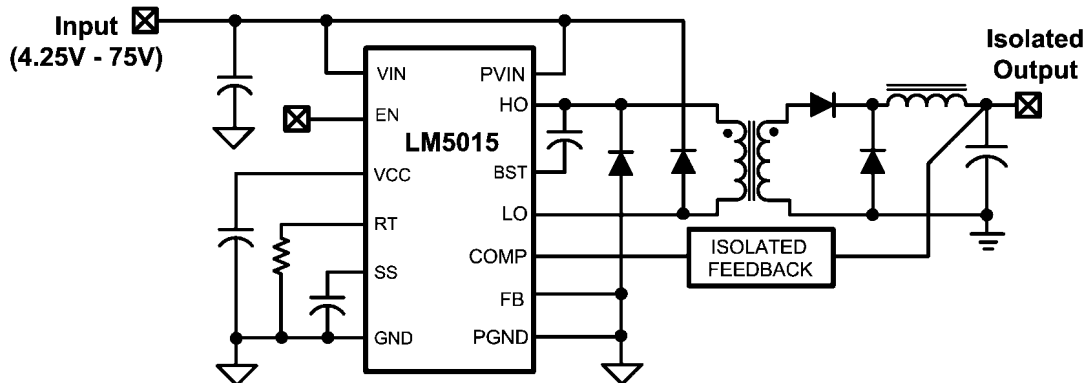 Input
(4.25V - 75V)
Isolated
Output
LM5015
VIN
EN
VCC
RT
SS
GND
PVIN
HO
BST
LO
COMP
FB
PGND
ISOLATED
FEEDBACK